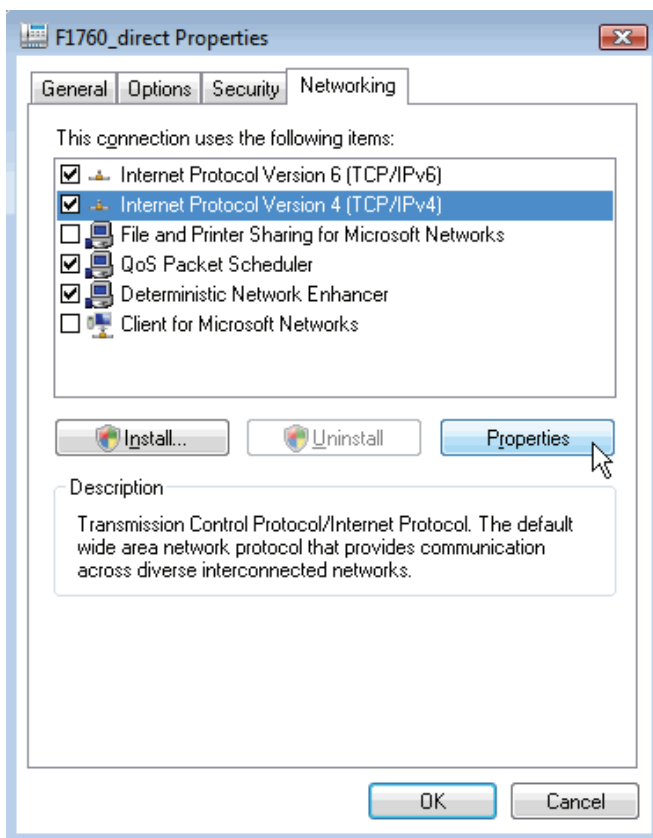 F1760_direct Properties
General Options Security Networking
This connection uses the following items:
Internet Protocol Version 6 (TCP/IPv6)
Internet Protocol Version 4 (TCP/IPv4)
File and Printer Sharing for Microsoft Networks
QoS Packet Scheduler
Deterministic Network Enhancer
Client for Microsoft Networks
Install... Uninstall Properties
Description
Transmission Control Protocol/Internet Protocol. The default
wide area network protocol that provides communication
across diverse interconnected networks.
OK Cancel